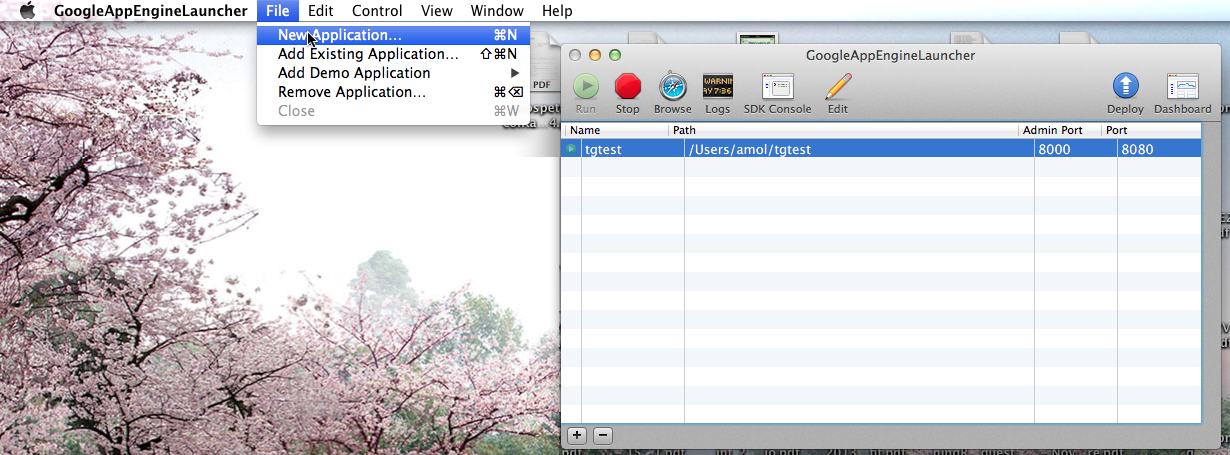 GoogleAppEngineLauncher File Edit Control View Window Help
New Application... ⌘N
Add Existing Application... ⇧⌘N
Add Demo Application ▶
Remove Application... ⌘⌫
Close ⌘W
PDF
GoogleAppEngineLauncher
Run Stop Browse Logs SDK Console Edit Deploy Dashboard
Name Path Admin Port Port
tgtest /Users/amol/tgtest 8000 8080
+ −